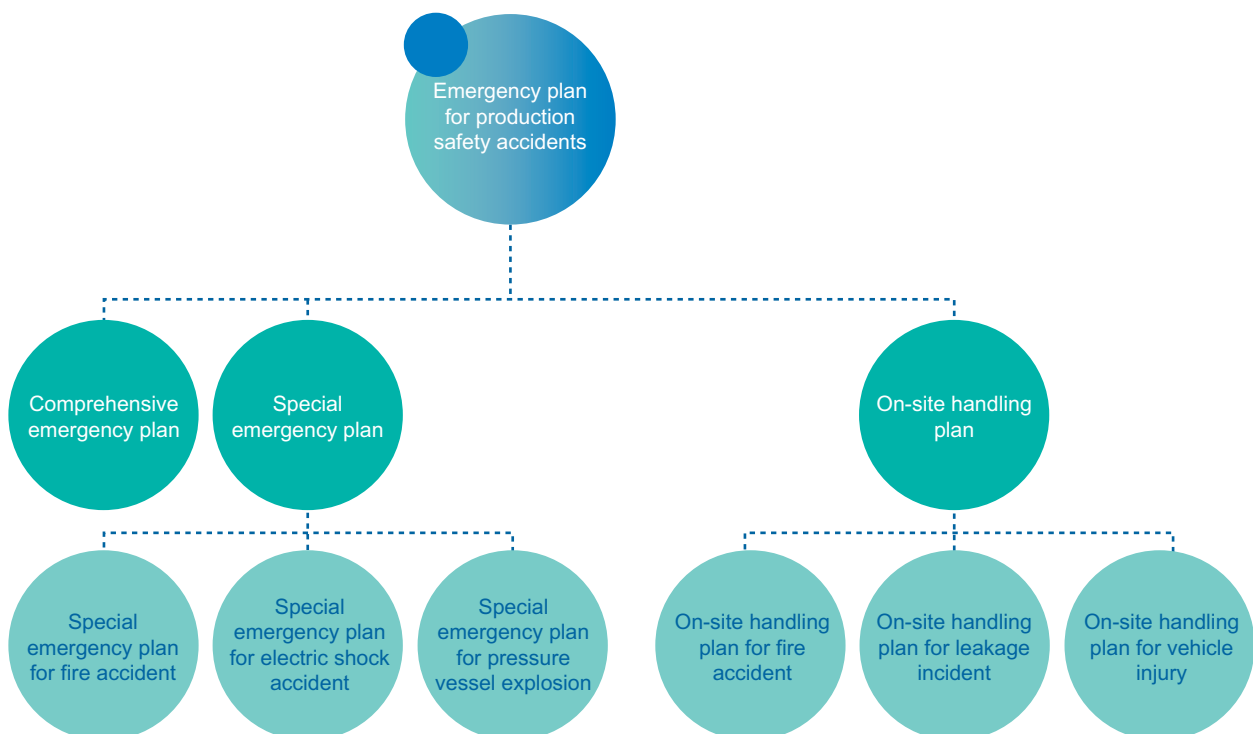 Emergency plan
for production
safety accidents
Comprehensive
emergency plan
Special
emergency plan
On-site handling
plan
Special
emergency plan
for fire accident
Special
emergency plan
for electric shock
accident
Special
emergency plan
for pressure
vessel explosion
On-site handling
plan for fire
accident
On-site handling
plan for leakage
incident
On-site handling
plan for vehicle
injury